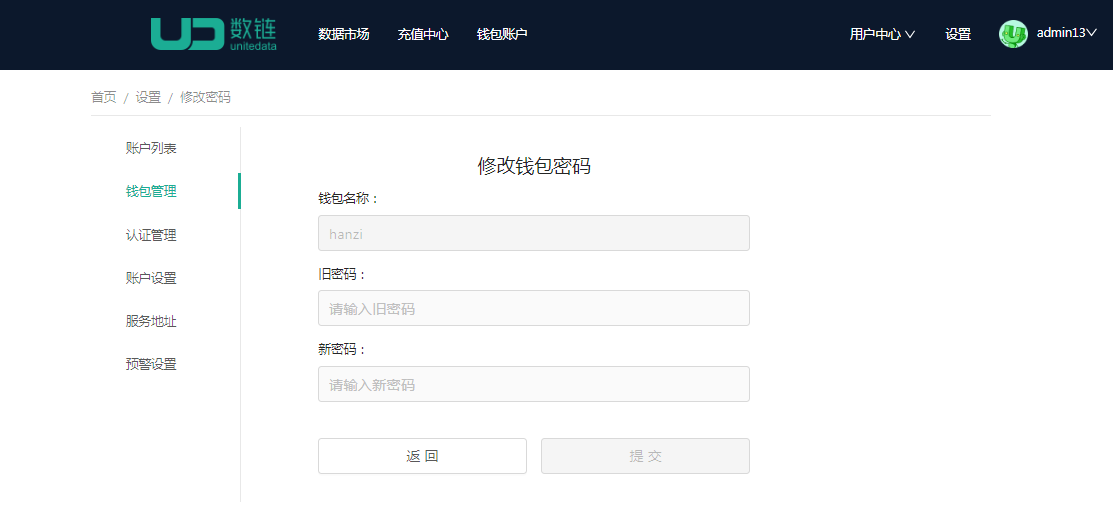 UD 数链 unitedata 数据市场 充值中心 钱包账户 用户中心 设置 admin13
首页 / 设置 / 修改密码
账户列表
钱包管理
认证管理
账户设置
服务地址
预警设置
修改钱包密码
钱包名称：
hanzi
旧密码：
请输入旧密码
新密码：
请输入新密码
返 回 提 交